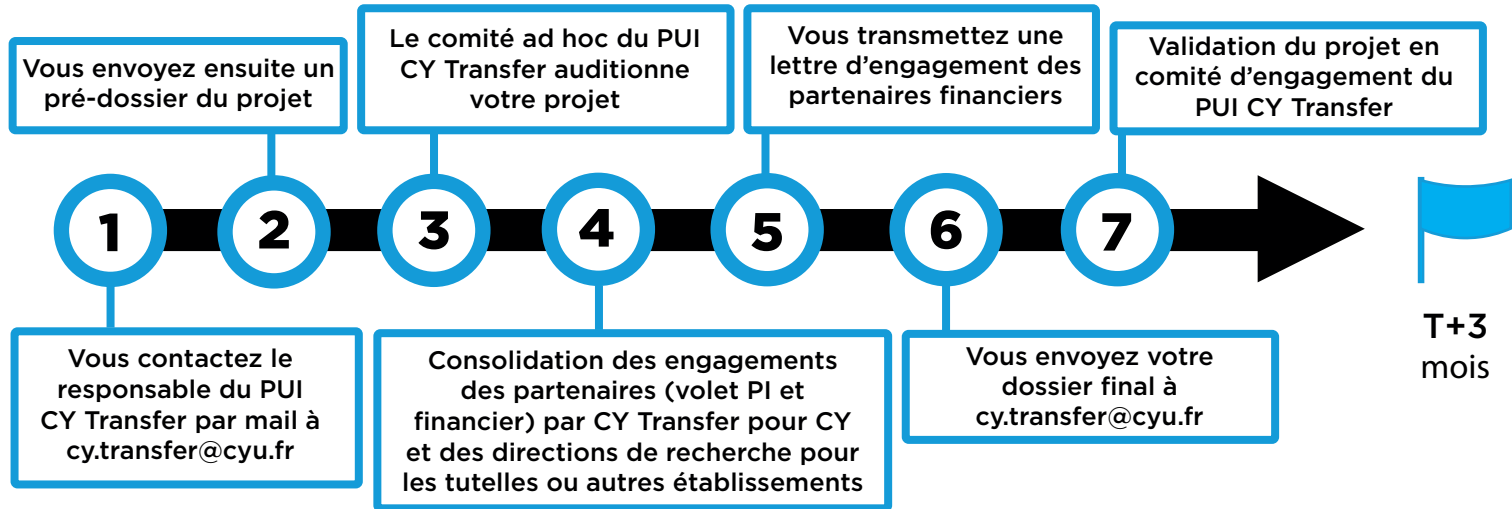 Vous envoyez ensuite un
pré-dossier du projet
Le comité ad hoc du PUI
CY Transfer auditionne
votre projet
Vous transmettez une
lettre d'engagement des
partenaires financiers
Validation du projet en
comité d'engagement du
PUI CY Transfer
1
2
3
4
5
6
7
Vous contactez le
responsable du PUI
CY Transfer par mail à
cy.transfer@cyu.fr
Consolidation des engagements
des partenaires (volet PI et
financier) par CY Transfer pour CY
et des directions de recherche pour
les tutelles ou autres établissements
Vous envoyez votre
dossier final à
cy.transfer@cyu.fr
T+3
mois